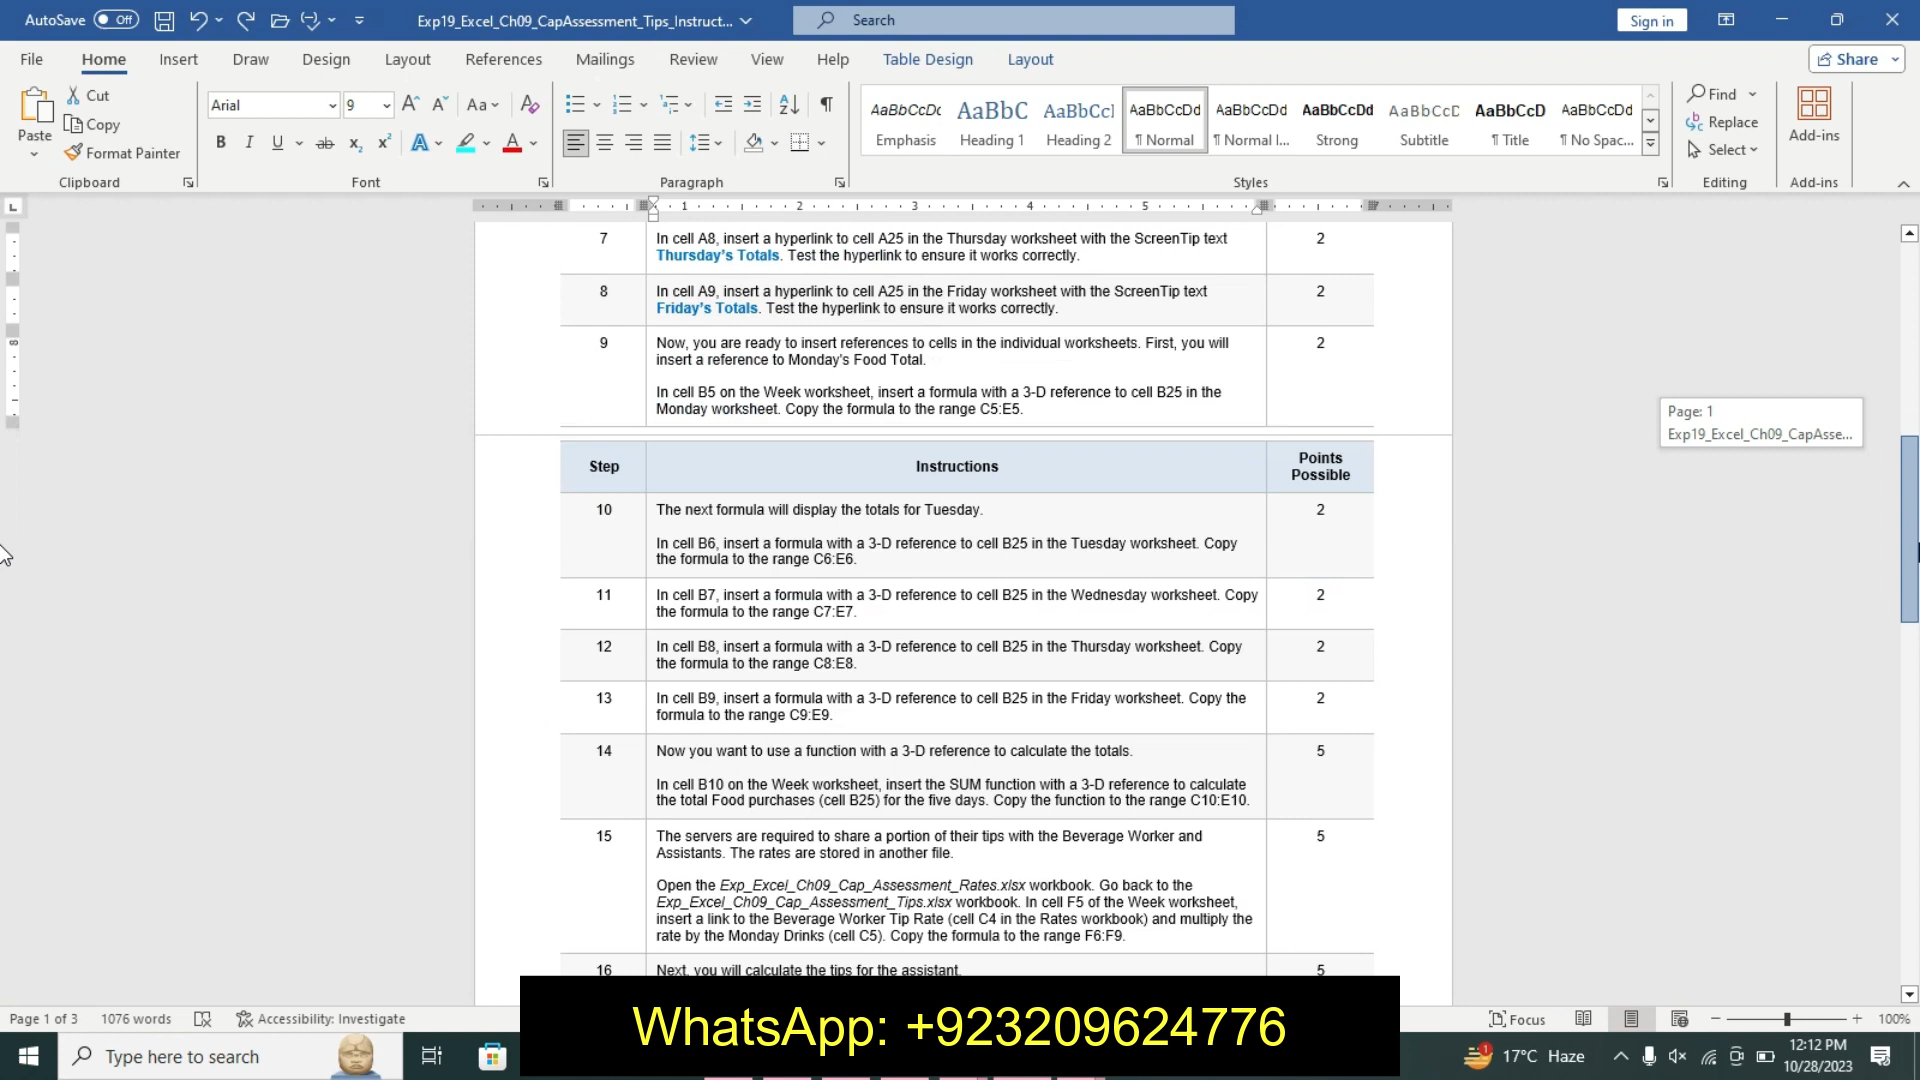 AutoSave Off Exp19_Excel_Ch09_CapAssessment_Tips_Instruct... Search Sign in
File Home Insert Draw Design Layout References Mailings Review View Help Table Design Layout Share
Paste Cut Copy Format Painter
Arial 9 Aa
B I U ab x₂ x² A A
AaBbCcDc AaBbC AaBbCcI AaBbCcDd AaBbCcDd AaBbCcDd AaBbCcC AaBbCcD AaBbCcDd
Emphasis Heading 1 Heading 2 ¶ Normal ¶ Normal I... Strong Subtitle ¶ Title ¶ No Spac...
Find
Replace
Select
Add-ins
Clipboard Font Paragraph Styles Editing Add-ins
1 2 3 4 5
7 In cell A8, insert a hyperlink to cell A25 in the Thursday worksheet with the ScreenTip text 2
Thursday's Totals. Test the hyperlink to ensure it works correctly.
8 In cell A9, insert a hyperlink to cell A25 in the Friday worksheet with the ScreenTip text 2
Friday's Totals. Test the hyperlink to ensure it works correctly.
9 Now, you are ready to insert references to cells in the individual worksheets. First, you will 2
insert a reference to Monday's Food Total.
In cell B5 on the Week worksheet, insert a formula with a 3-D reference to cell B25 in the
Monday worksheet. Copy the formula to the range C5:E5.
Page: 1
Exp19_Excel_Ch09_CapAsse...
Step Instructions Points Possible
10 The next formula will display the totals for Tuesday. 2
In cell B6, insert a formula with a 3-D reference to cell B25 in the Tuesday worksheet. Copy
the formula to the range C6:E6.
11 In cell B7, insert a formula with a 3-D reference to cell B25 in the Wednesday worksheet. Copy 2
the formula to the range C7:E7.
12 In cell B8, insert a formula with a 3-D reference to cell B25 in the Thursday worksheet. Copy 2
the formula to the range C8:E8.
13 In cell B9, insert a formula with a 3-D reference to cell B25 in the Friday worksheet. Copy the 2
formula to the range C9:E9.
14 Now you want to use a function with a 3-D reference to calculate the totals. 5
In cell B10 on the Week worksheet, insert the SUM function with a 3-D reference to calculate
the total Food purchases (cell B25) for the five days. Copy the function to the range C10:E10.
15 The servers are required to share a portion of their tips with the Beverage Worker and 5
Assistants. The rates are stored in another file.
Open the Exp_Excel_Ch09_Cap_Assessment_Rates.xlsx workbook. Go back to the
Exp_Excel_Ch09_Cap_Assessment_Tips.xlsx workbook. In cell F5 of the Week worksheet,
insert a link to the Beverage Worker Tip Rate (cell C4 in the Rates workbook) and multiply the
rate by the Monday Drinks (cell C5). Copy the formula to the range F6:F9.
16 Next, you will calculate the tips for the assistant. 5
WhatsApp: +923209624776
Page 1 of 3 1076 words Accessibility: Investigate Focus 100%
Type here to search 1 17°C Haze 12:12 PM
10/28/2023